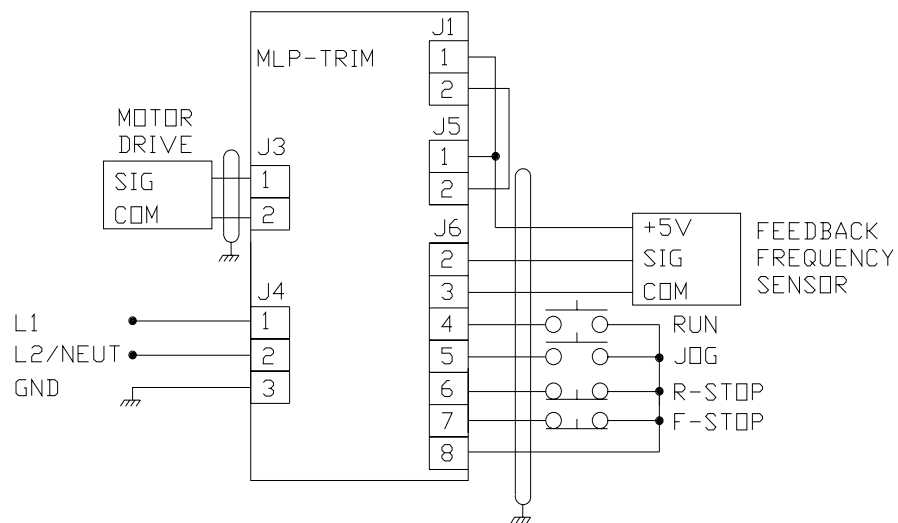 MLP-TRIM
MOTOR
DRIVE
SIG
COM
J3
1
2
J4
1
2
3
L1
L2/NEUT
GND
J1
1
2
J5
1
2
J6
2
3
4
5
6
7
8
+5V
SIG
COM
FEEDBACK
FREQUENCY
SENSOR
RUN
JOG
R-STOP
F-STOP